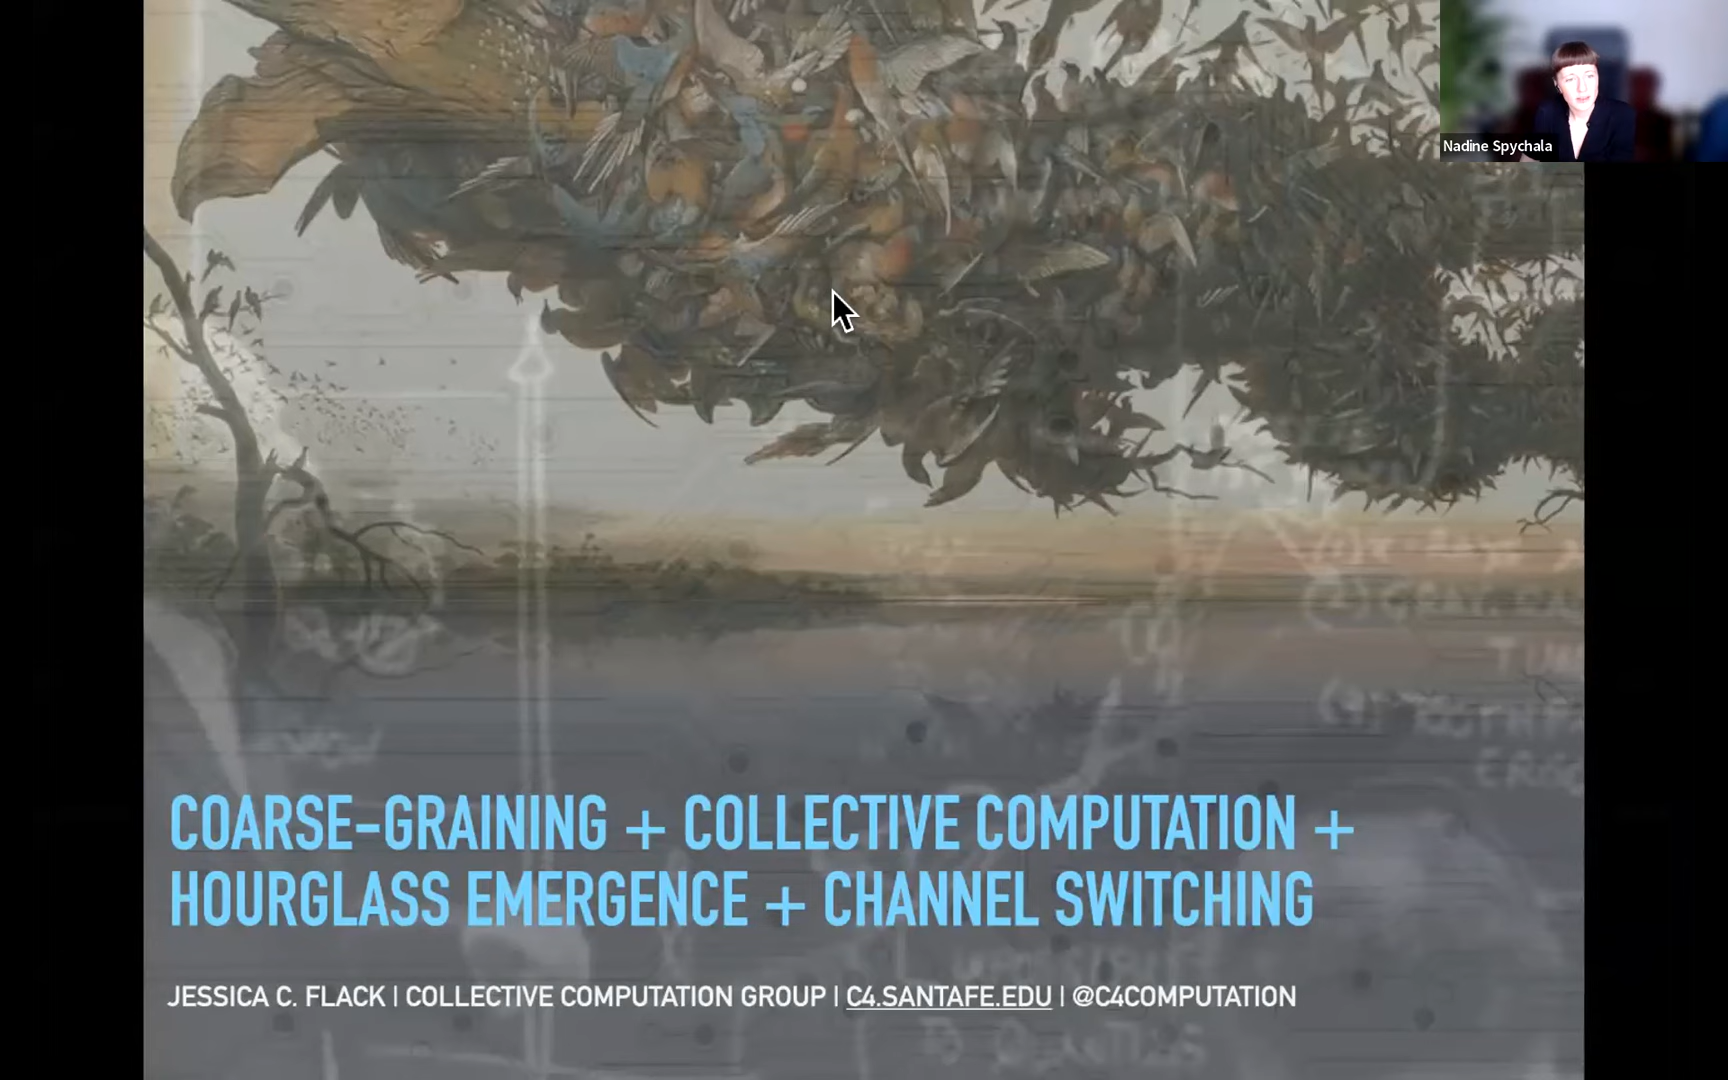 Nadine Spychala
COARSE-GRAINING + COLLECTIVE COMPUTATION +
HOURGLASS EMERGENCE + CHANNEL SWITCHING
JESSICA C. FLACK | COLLECTIVE COMPUTATION GROUP | C4.SANTAFE.EDU | @C4COMPUTATION